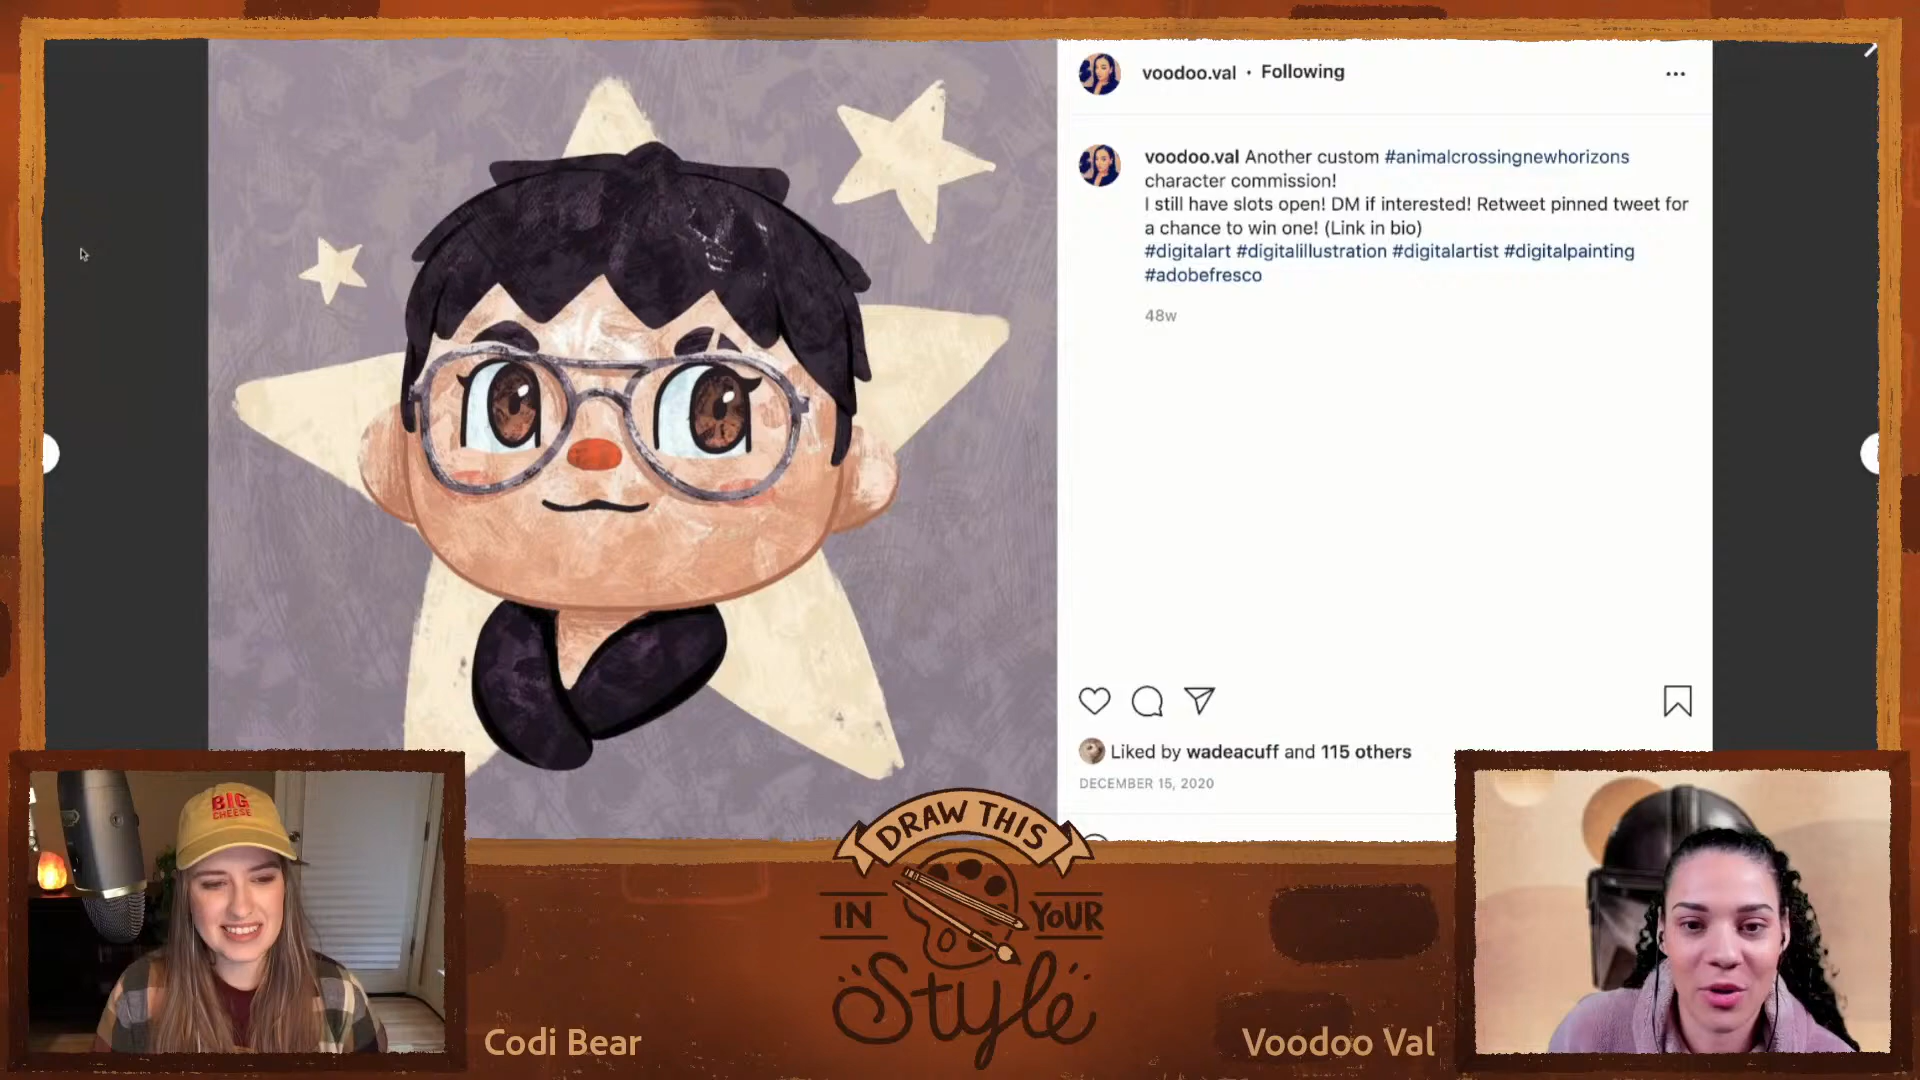 voodoo.val • Following
voodoo.val Another custom #animalcrossingnewhorizons
character commission!
I still have slots open! DM if interested! Retweet pinned tweet for
a chance to win one! (Link in bio)
#digitalart #digitalillustration #digitalartist #digitalpainting
#adobefresco
48w
Liked by wadeacuff and 115 others
DECEMBER 15, 2020
BIG
CHEESE
DRAW THIS
IN YOUR
Style
Codi Bear
Voodoo Val